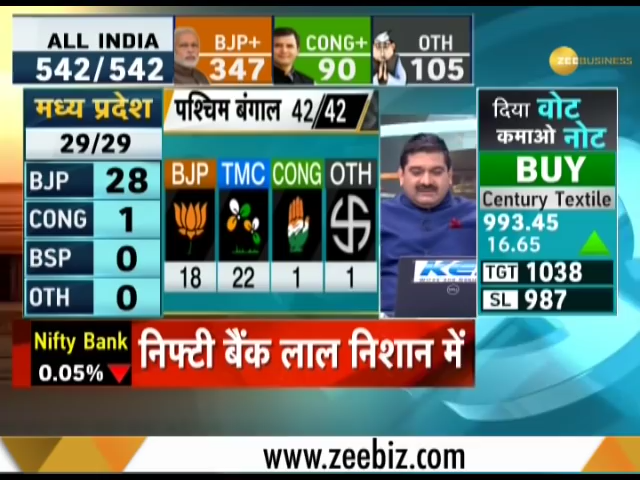 ALL INDIA
542/542
BJP+
347
CONG+
90
OTH
105
ZEEBUSINESS
मध्य प्रदेश
29/29
BJP 28
CONG 1
BSP 0
OTH 0
पश्चिम बंगाल 42/42
BJP TMC CONG OTH
18 22 1 1
दिया वोट
कमाओ नोट
BUY
Century Textile
993.45
16.65
TGT 1038
SL 987
Nifty Bank
0.05%
निफ्टी बैंक लाल निशान में
www.zeebiz.com